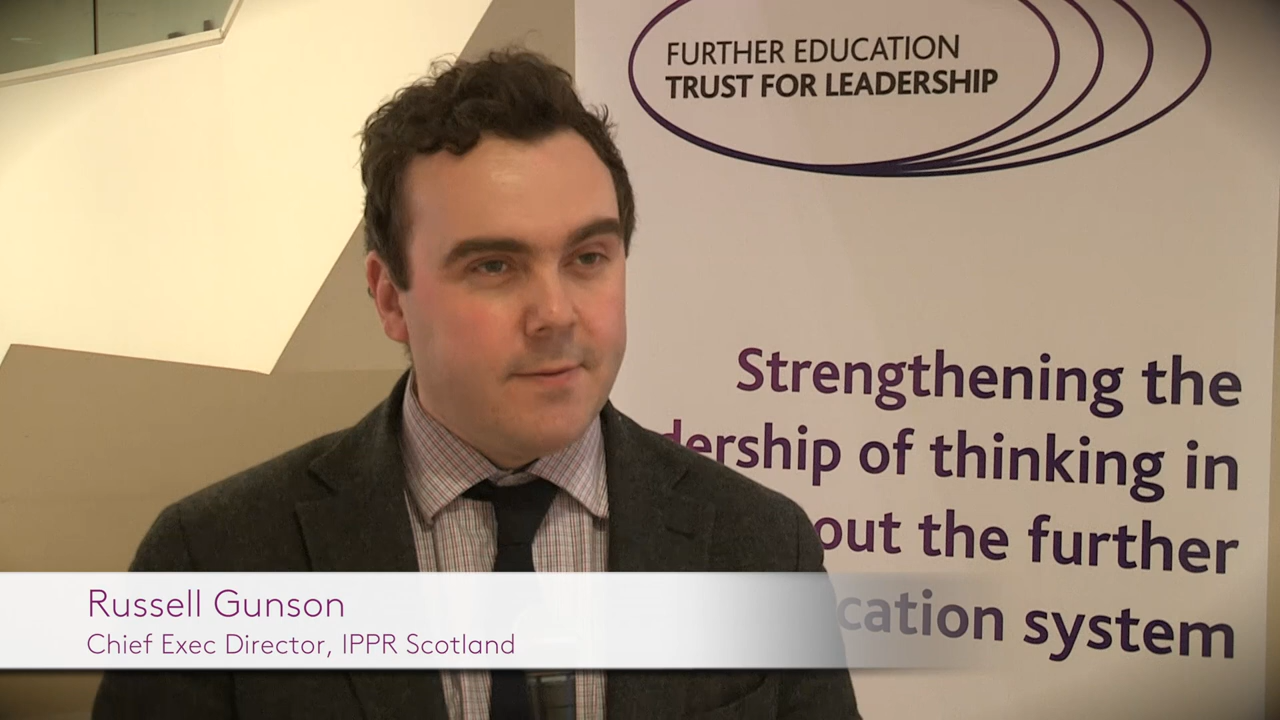 FURTHER EDUCATION
TRUST FOR LEADERSHIP
Strengthening the
dership of thinking in
out the further
cation system
Russell Gunson
Chief Exec Director, IPPR Scotland